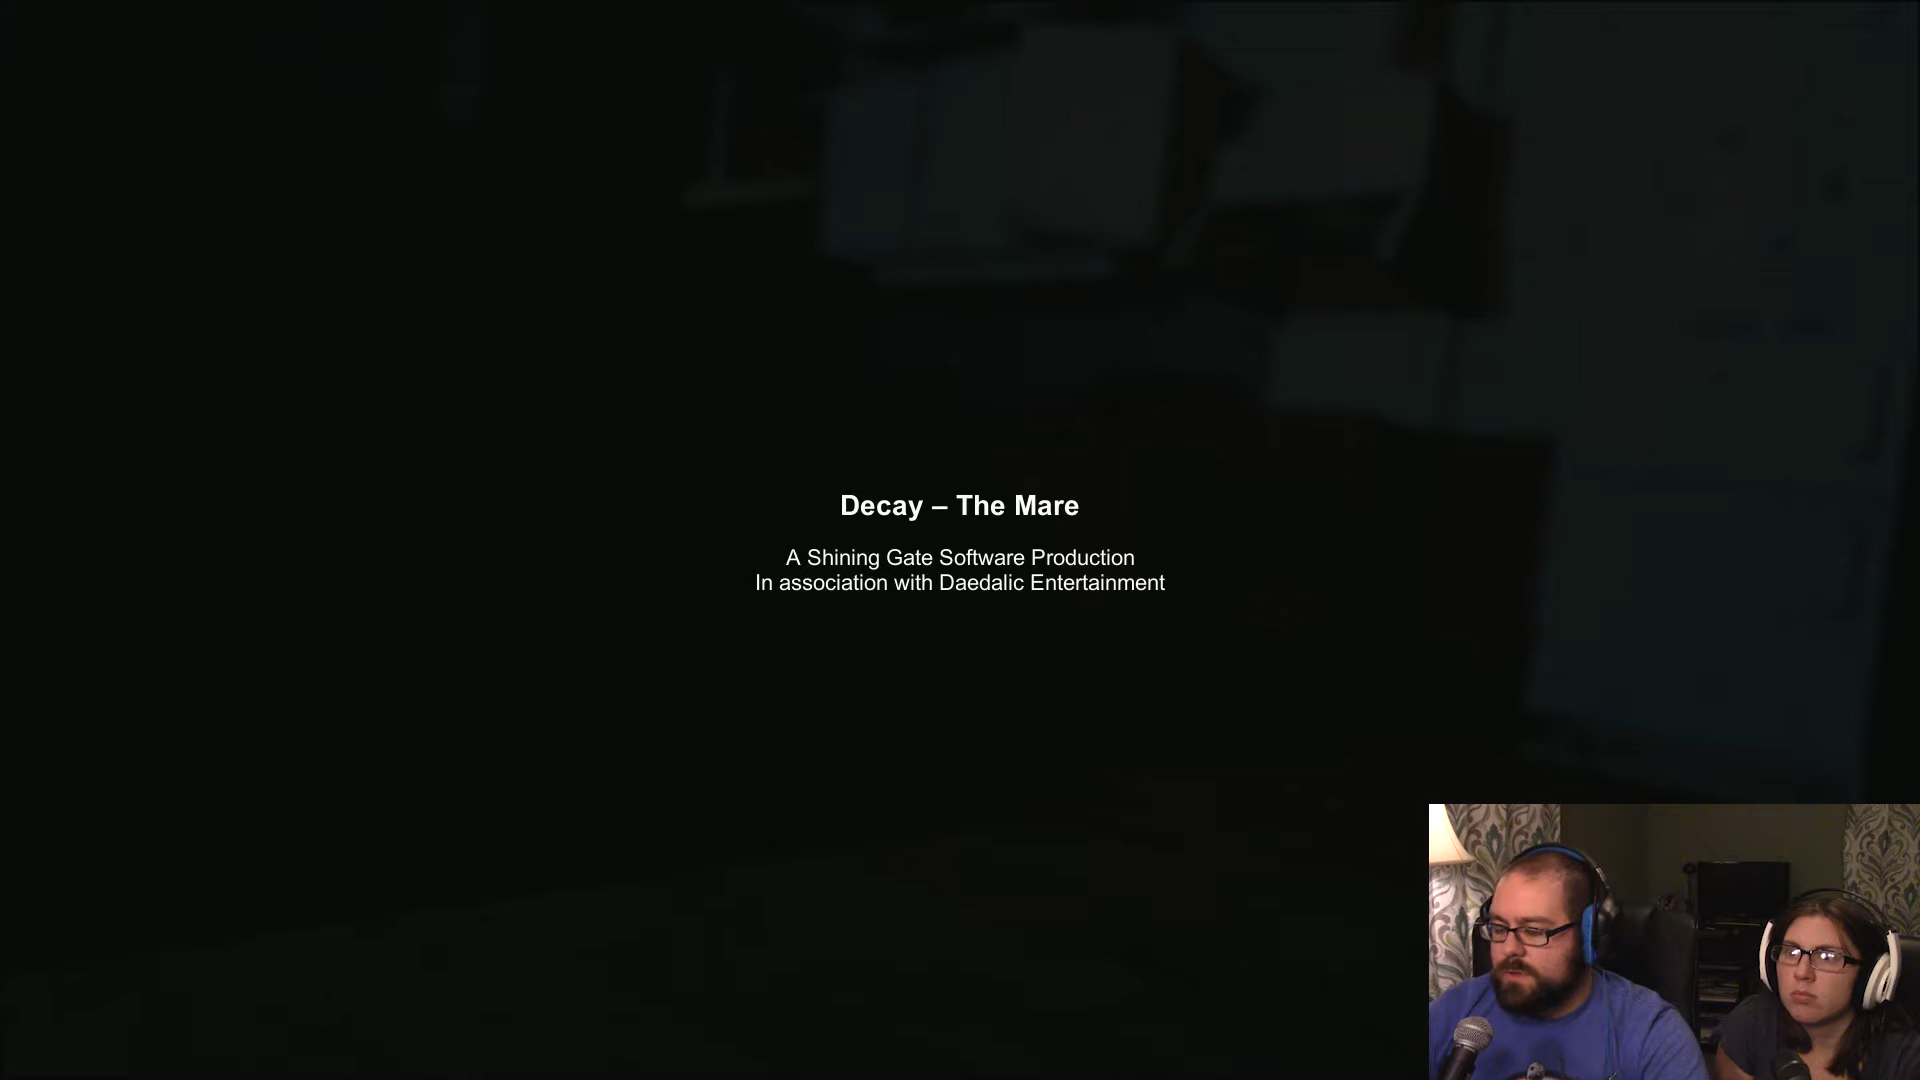 Decay – The Mare
A Shining Gate Software Production
In association with Daedalic Entertainment